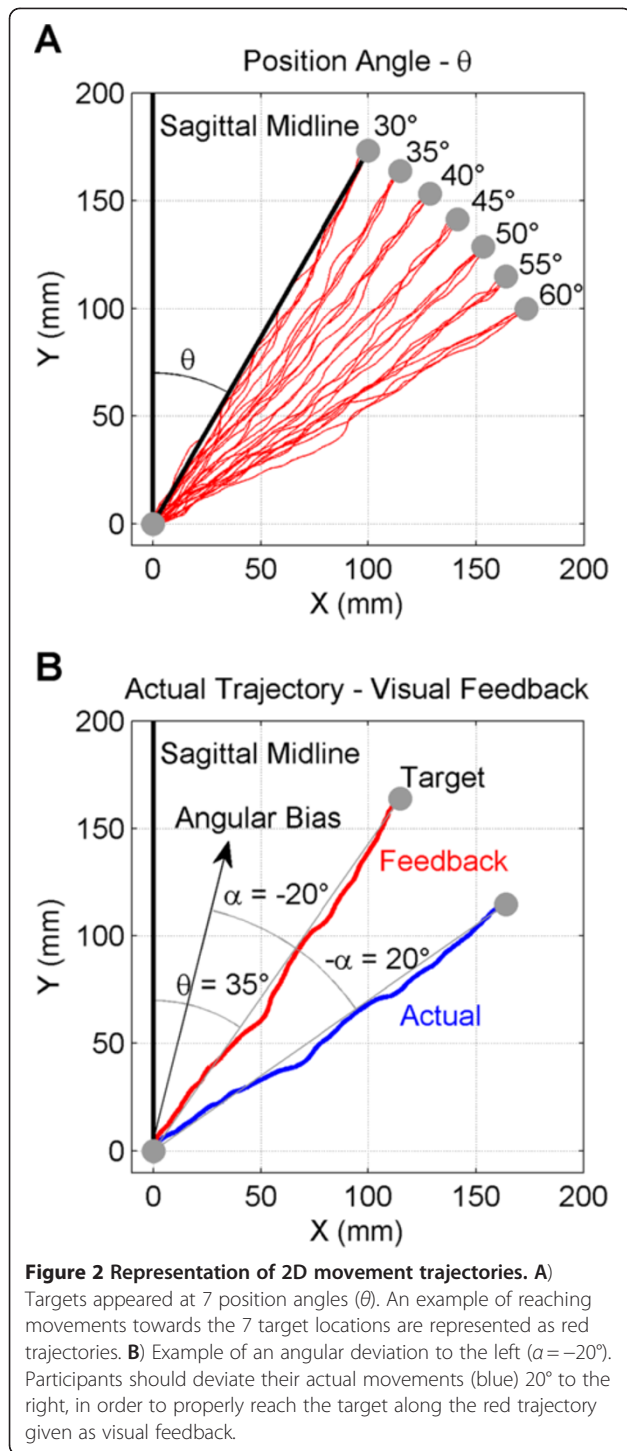 A
Position Angle - θ
200
150
100
50
0
Y (mm)
Sagittal Midline
30°
35°
40°
45°
50°
55°
60°
θ
0
50
100
150
200
X (mm)
B
Actual Trajectory - Visual Feedback
200
150
100
50
0
Y (mm)
Sagittal Midline
Target
Angular Bias
Feedback
α = -20°
-α = 20°
θ = 35°
Actual
0
50
100
150
200
X (mm)
Figure 2 Representation of 2D movement trajectories. A)
Targets appeared at 7 position angles (θ). An example of reaching
movements towards the 7 target locations are represented as red
trajectories. B) Example of an angular deviation to the left (α = −20°).
Participants should deviate their actual movements (blue) 20° to the
right, in order to properly reach the target along the red trajectory
given as visual feedback.